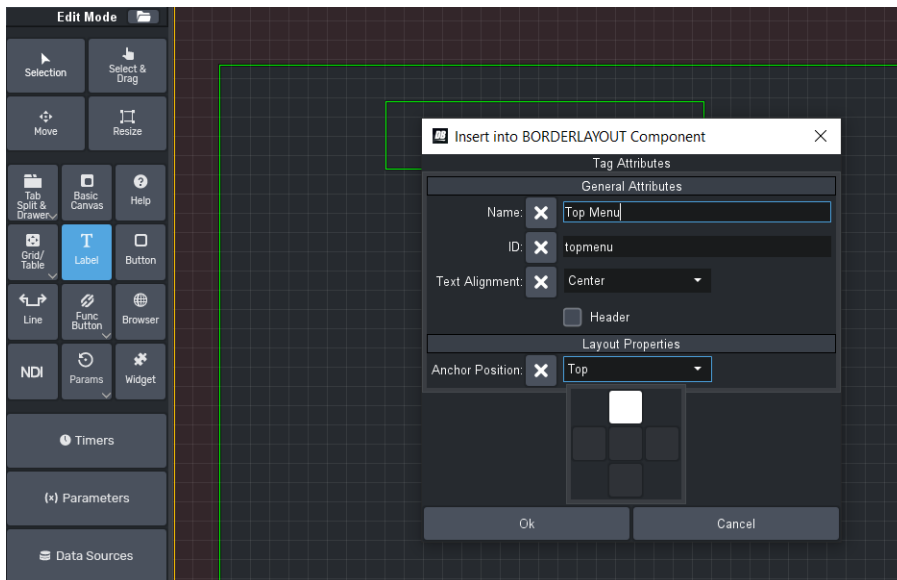 Edit Mode
Selection
Select &
Drag
Move
Resize
Tab
Split &
Drawer
Basic
Canvas
Help
Grid/
Table
T
Label
Button
Line
Func
Button
Browser
NDI
Params
Widget
Timers
(x) Parameters
Data Sources
DB Insert into BORDERLAYOUT Component
Tag Attributes
General Attributes
Name: Top Menu
ID: topmenu
Text Alignment: Center
Header
Layout Properties
Anchor Position: Top
Ok
Cancel